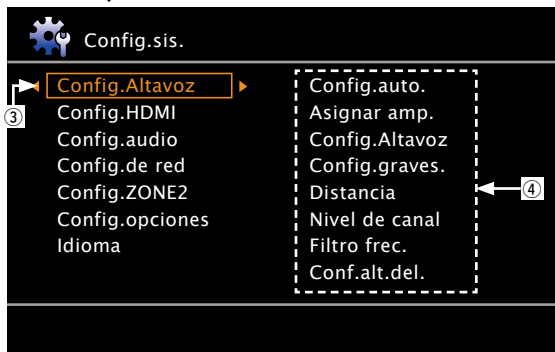 Config.sis.
Config.Altavoz
Config.HDMI
Config.audio
Config.de red
Config.ZONE2
Config.opciones
Idioma
③
Config.auto.
Asignar amp.
Config.Altavoz
Config.graves.
Distancia
Nivel de canal
Filtro frec.
Conf.alt.del.
④